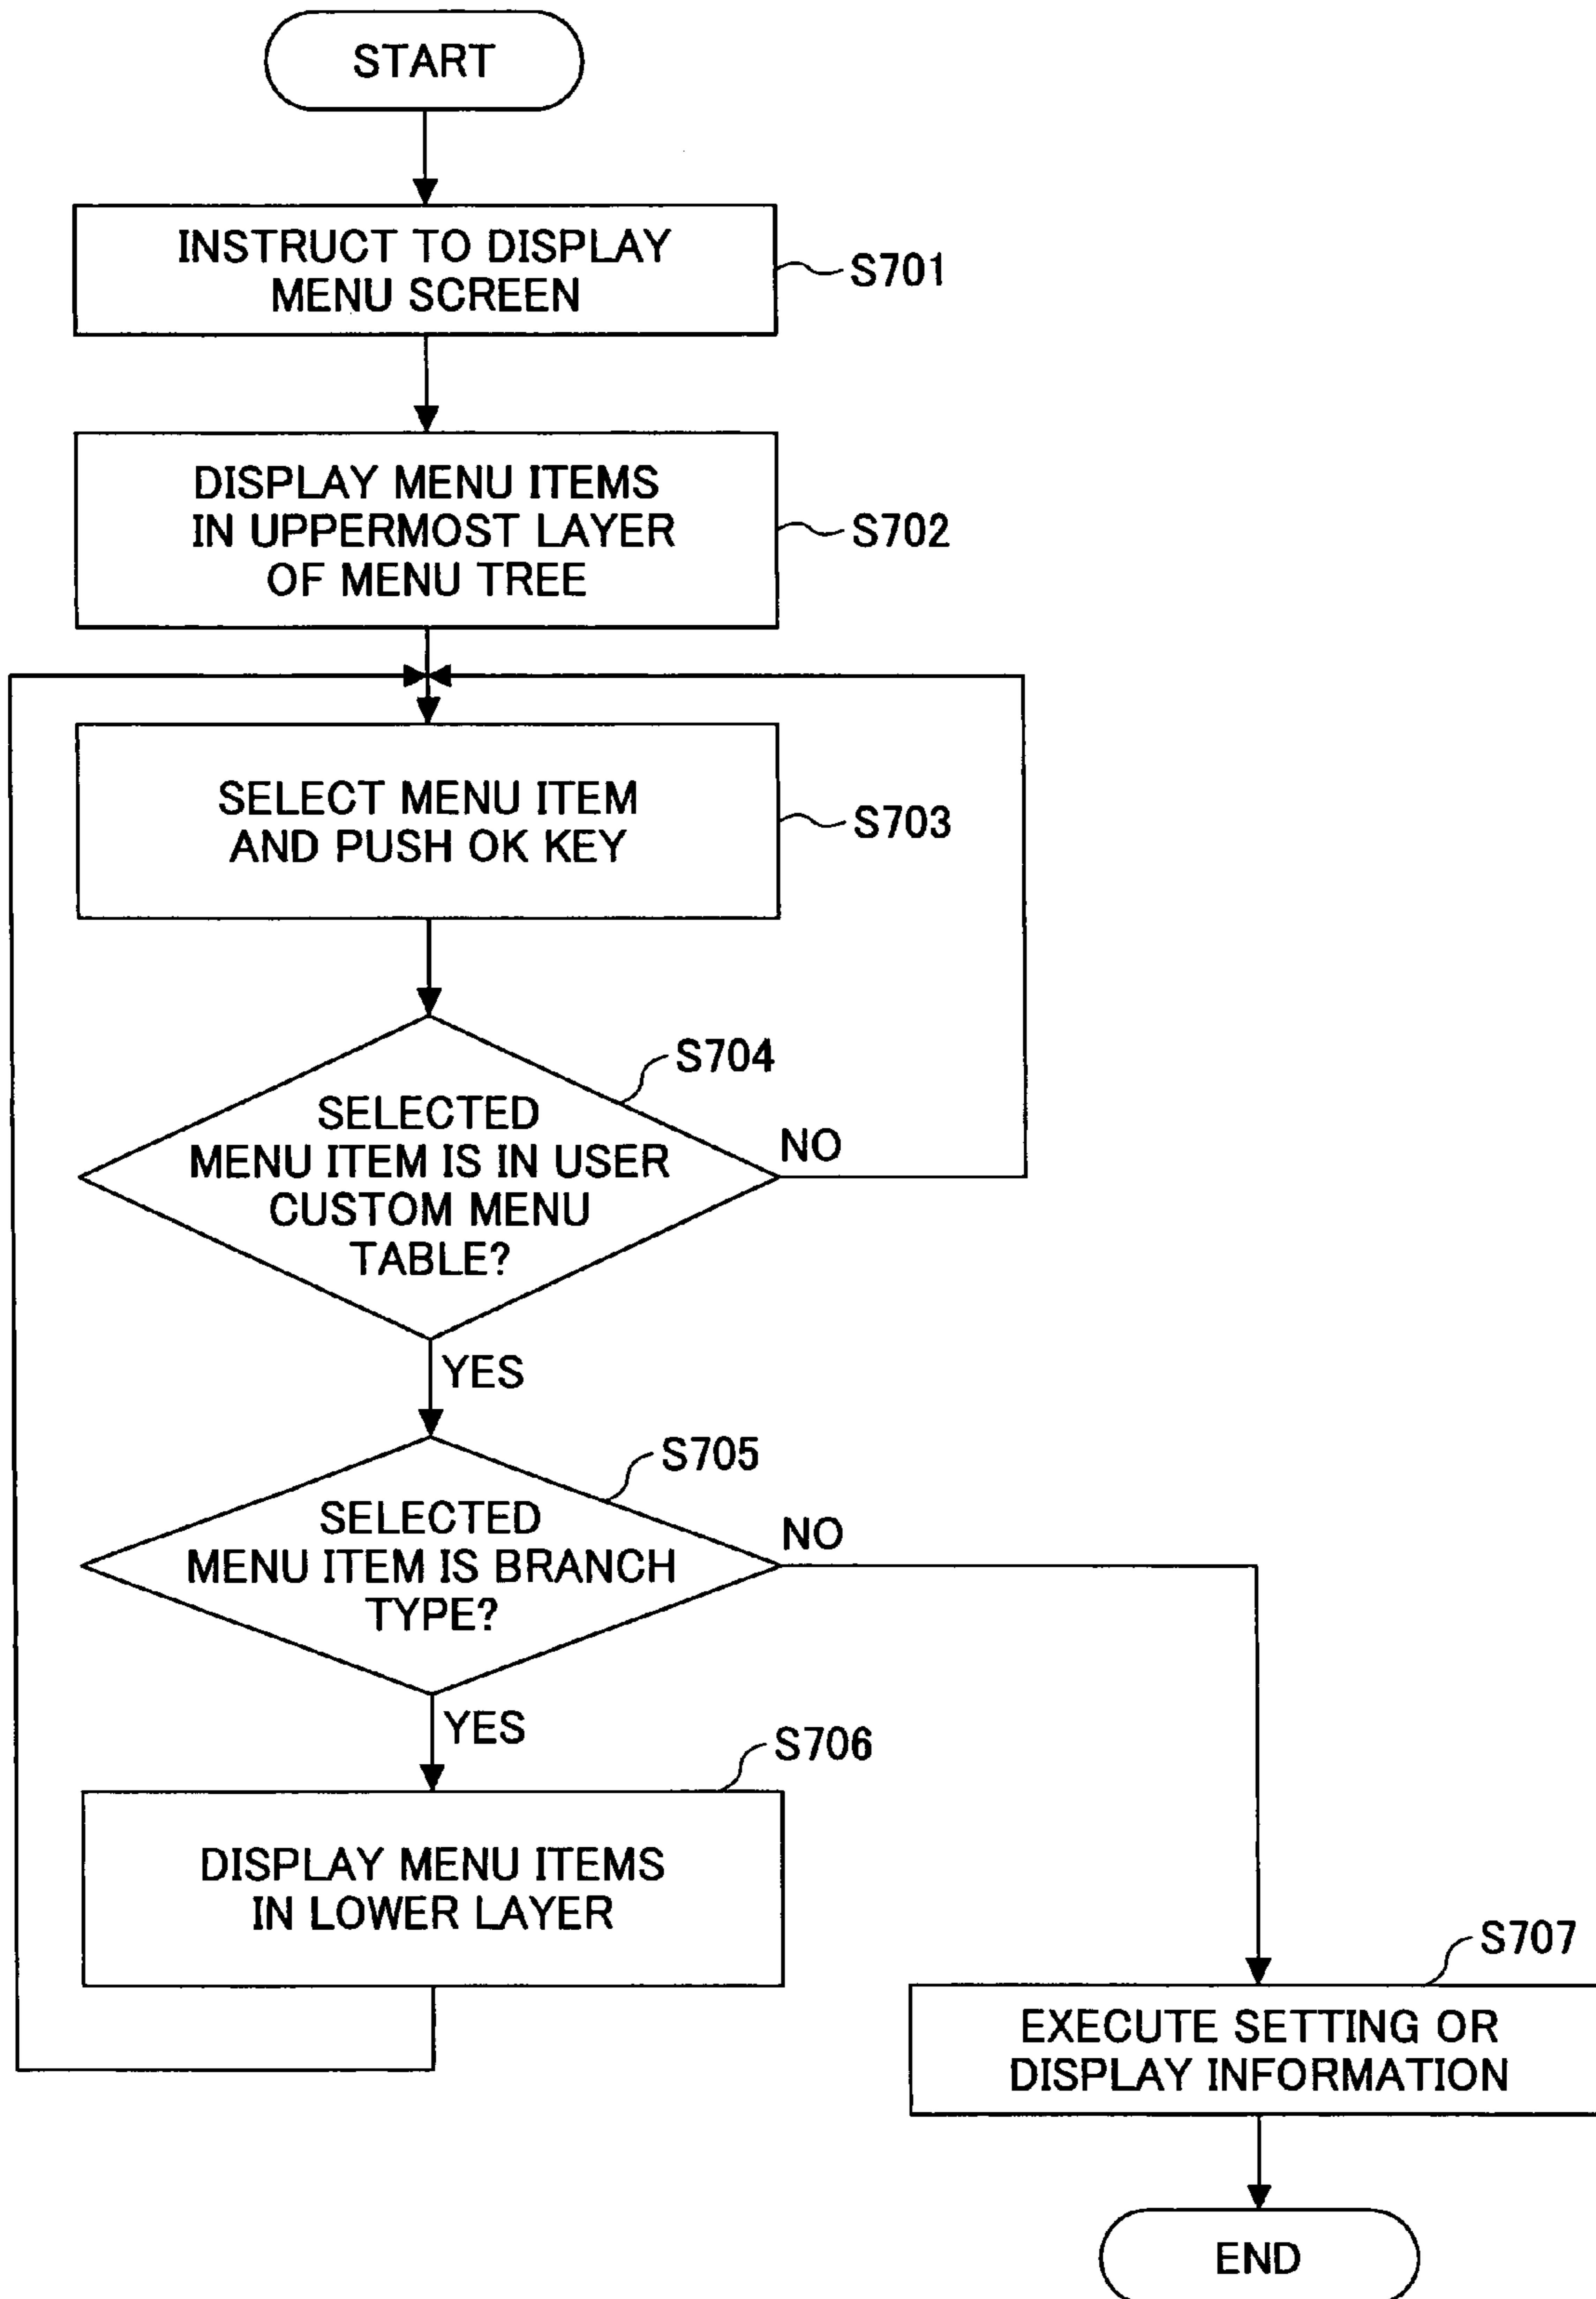 START
INSTRUCT TO DISPLAY
MENU SCREEN
S701
DISPLAY MENU ITEMS
IN UPPERMOST LAYER
OF MENU TREE
S702
SELECT MENU ITEM
AND PUSH OK KEY
S703
S704
SELECTED
MENU ITEM IS IN USER
CUSTOM MENU
TABLE?
NO
YES
S705
SELECTED
MENU ITEM IS BRANCH
TYPE?
NO
YES
S706
DISPLAY MENU ITEMS
IN LOWER LAYER
S707
EXECUTE SETTING OR
DISPLAY INFORMATION
END